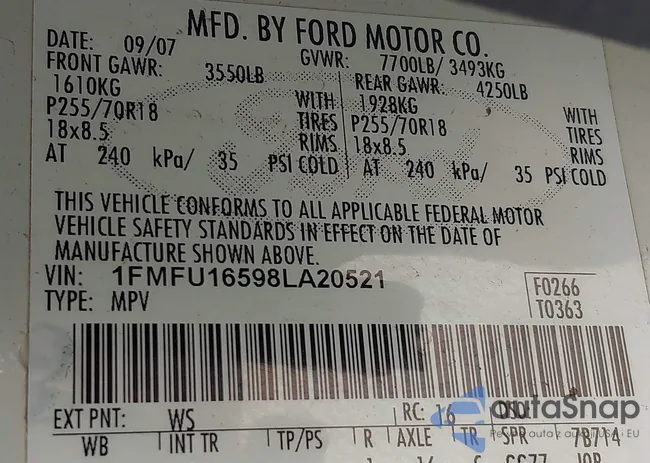 MFD. BY FORD MOTOR CO.
DATE: 09/07 GVWR: 7700LB/ 3493KG
FRONT GAWR: 3550LB REAR GAWR: 4250LB
1610KG WITH 1928KG WITH
P255/70R18 TIRES P255/70R18 TIRES
18x8.5 RIMS 18x8.5 RIMS
AT 240 kPa/ 35 PSI COLD AT 240 kPa/ 35 PSI COLD
THIS VEHICLE CONFORMS TO ALL APPLICABLE FEDERAL MOTOR
VEHICLE SAFETY STANDARDS IN EFFECT ON THE DATE OF
MANUFACTURE SHOWN ABOVE.
VIN: 1FMFU16598LA20521 F0266
TYPE: MPV T0363
EXT PNT: WS RC: 16 DSO:
WB INT TR TP/PS R AXLE TR SPR 7B714
autoSnap